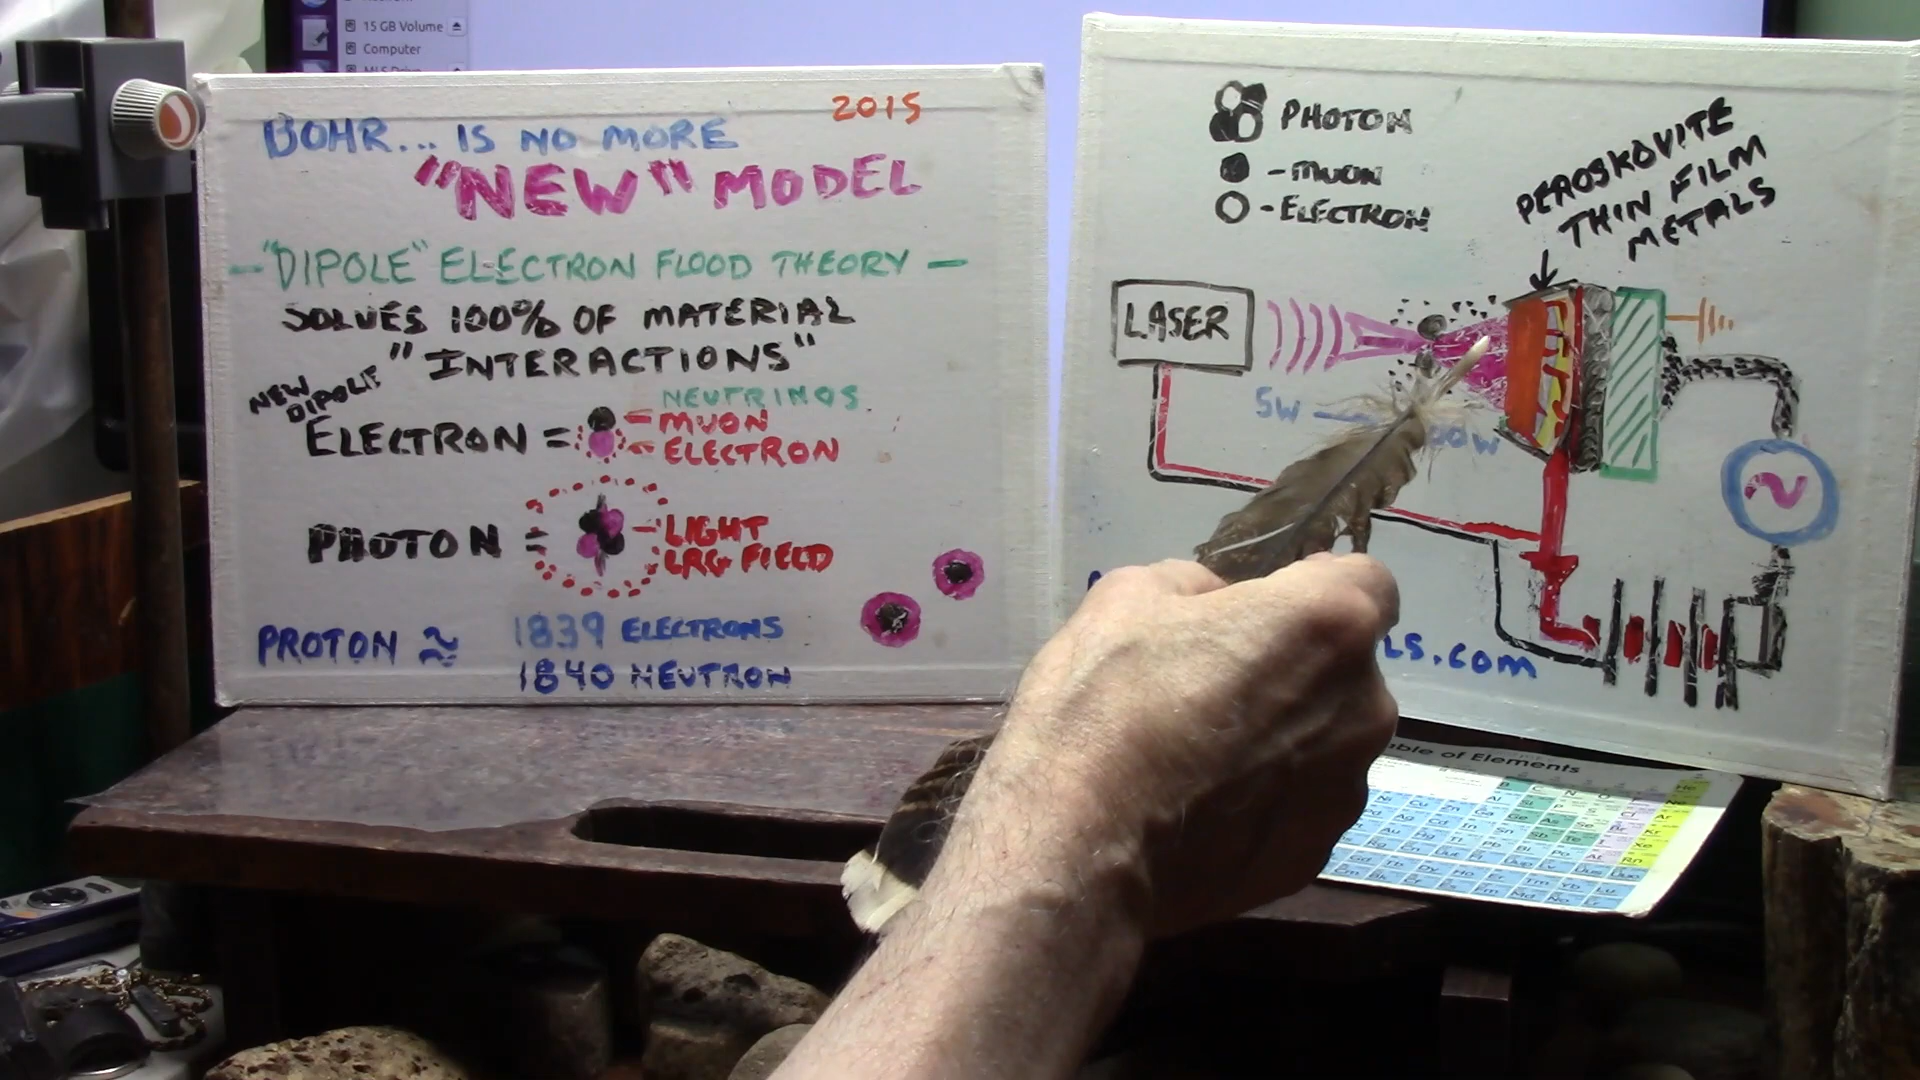 15 GB Volume
Computer
2015
BOHR... IS NO MORE
"NEW" MODEL
- "DIPOLE" ELECTRON FLOOD THEORY -
SOLVES 100% OF MATERIAL
"INTERACTIONS"
NEW
DIPOLE
NEUTRINOS
ELECTRON = - MUON
- ELECTRON
PHOTON = - LIGHT
LRG FIELD
PROTON ≈ 1839 ELECTRONS
1840 NEUTRON
PHOTON
- MUON
- ELECTRON
PEROSKOVITE
THIN FILM
METALS
LASER
5W
00W
LS.COM
able of Elements